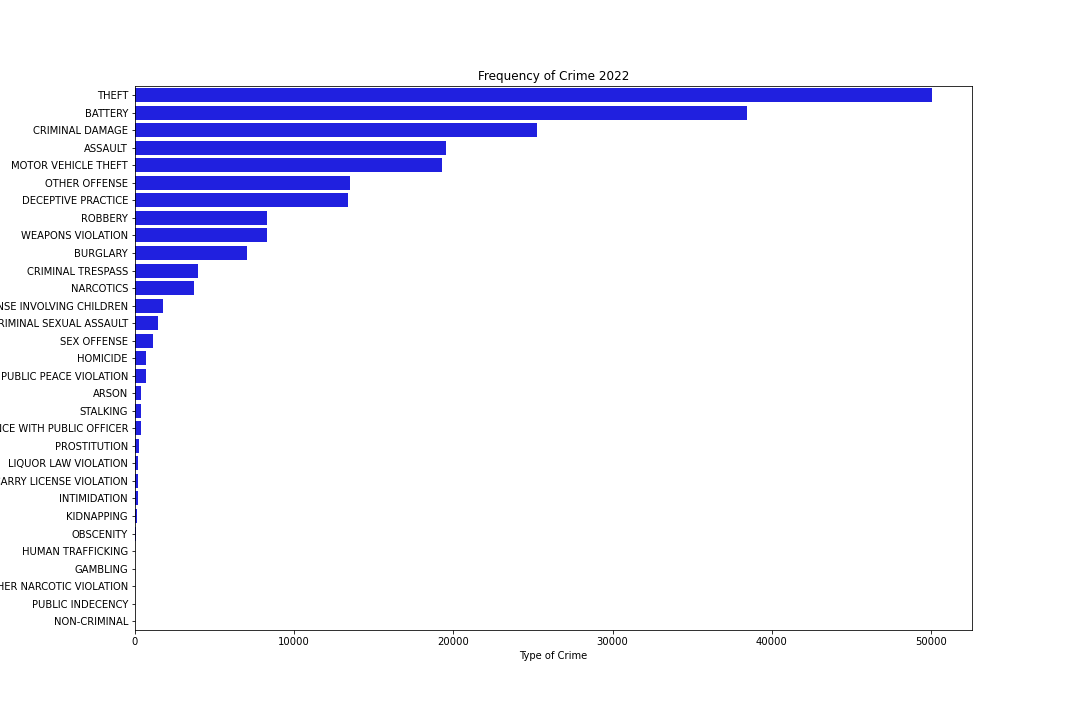 Frequency of Crime 2022
THEFT
BATTERY
CRIMINAL DAMAGE
ASSAULT
MOTOR VEHICLE THEFT
OTHER OFFENSE
DECEPTIVE PRACTICE
ROBBERY
WEAPONS VIOLATION
BURGLARY
CRIMINAL TRESPASS
NARCOTICS
NSE INVOLVING CHILDREN
RIMINAL SEXUAL ASSAULT
SEX OFFENSE
HOMICIDE
PUBLIC PEACE VIOLATION
ARSON
STALKING
NCE WITH PUBLIC OFFICER
PROSTITUTION
LIQUOR LAW VIOLATION
ARRY LICENSE VIOLATION
INTIMIDATION
KIDNAPPING
OBSCENITY
HUMAN TRAFFICKING
GAMBLING
HER NARCOTIC VIOLATION
PUBLIC INDECENCY
NON-CRIMINAL
0 10000 20000 30000 40000 50000
Type of Crime